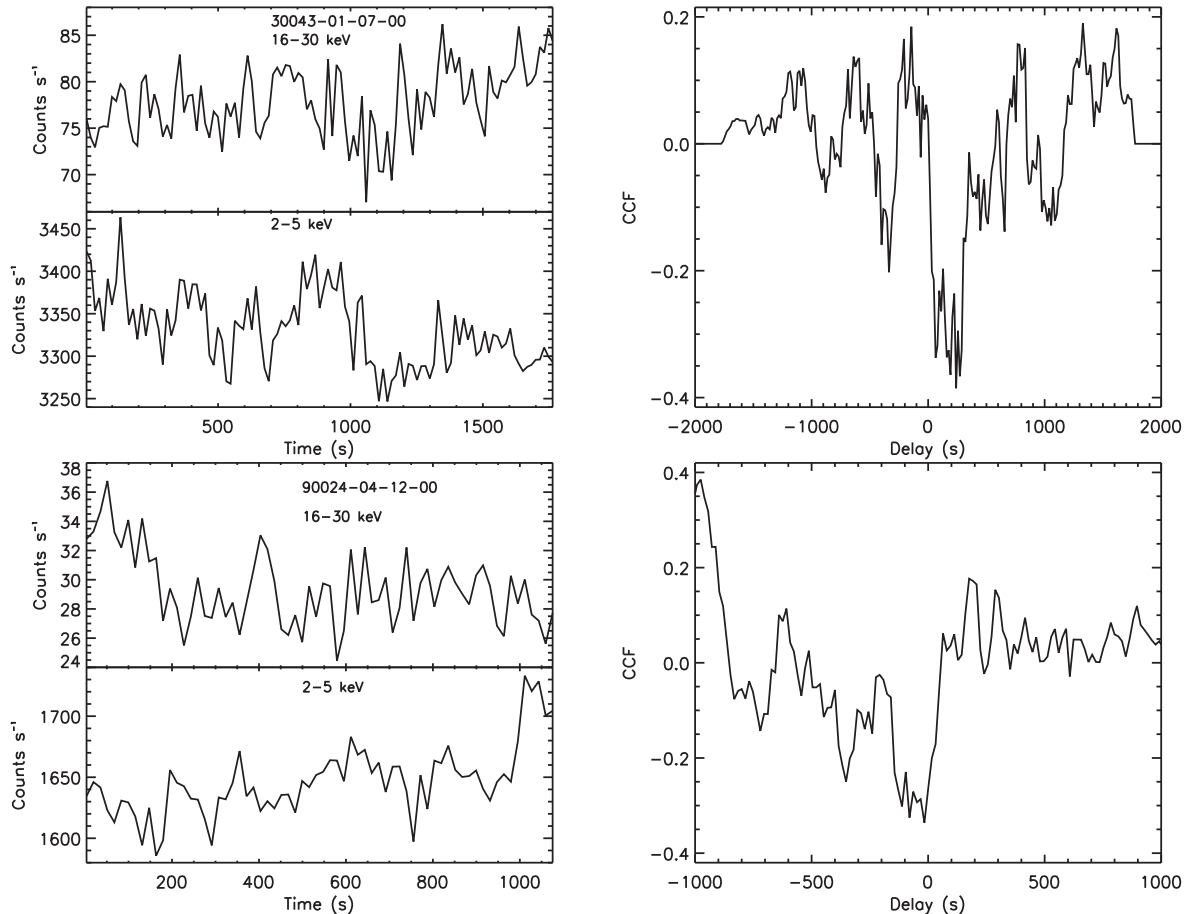 30043-01-07-00
16-30 keV
85
80
75
70
Counts s⁻¹
2-5 keV
3450
3400
3350
3300
3250
Counts s⁻¹
500 1000 1500
Time (s)
0.2
0.0
-0.2
-0.4
CCF
-2000 -1000 0 1000 2000
Delay (s)
90024-04-12-00
16-30 keV
38
36
34
32
30
28
26
24
Counts s⁻¹
2-5 keV
1700
1650
1600
Counts s⁻¹
200 400 600 800 1000
Time (s)
0.4
0.2
0.0
-0.2
-0.4
CCF
-1000 -500 0 500 1000
Delay (s)